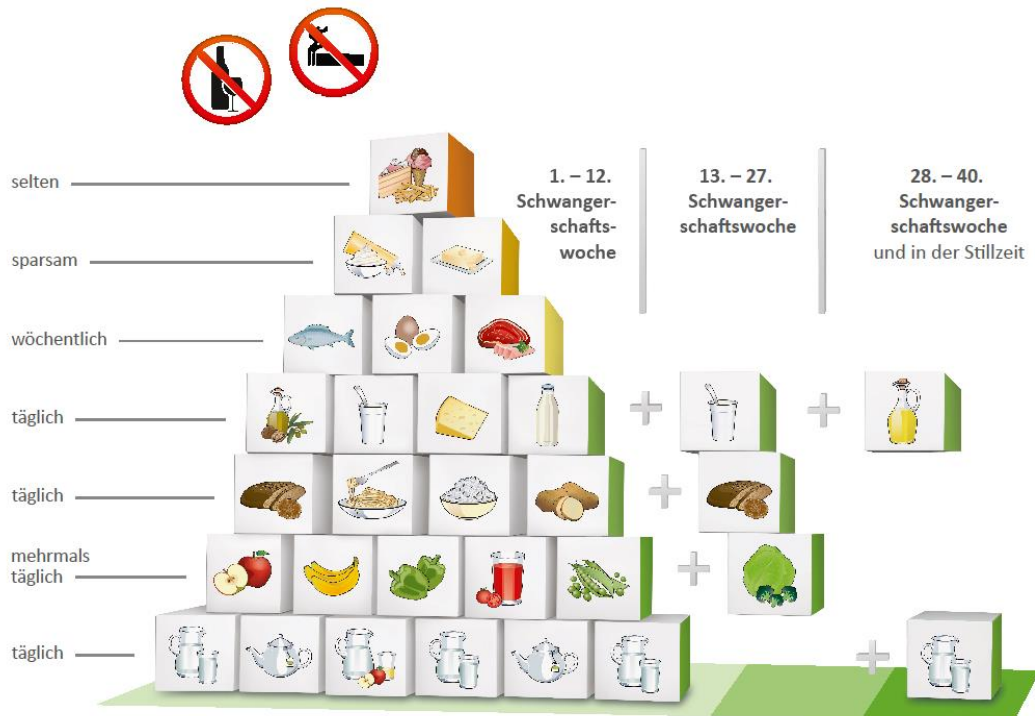 selten
sparsam
wöchentlich
täglich
täglich
mehrmals
täglich
täglich
1. – 12.
Schwanger-
schafts-
woche
13. – 27.
Schwanger-
schaftswoche
28. – 40.
Schwanger-
schaftswoche
und in der Stillzeit
+
+
+
+
+